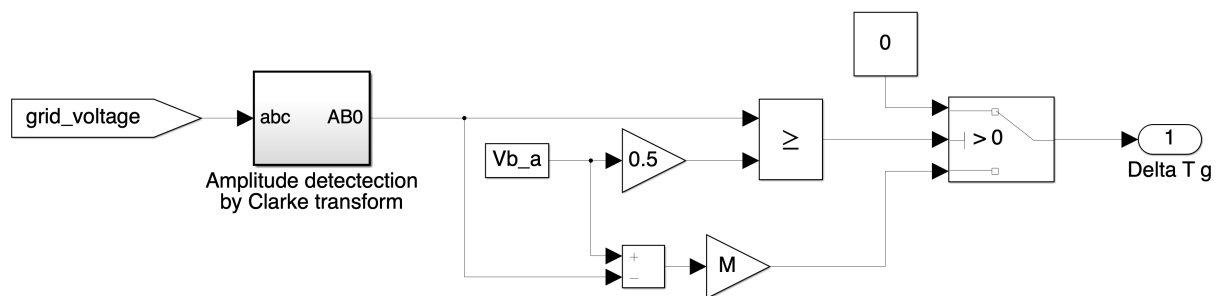 0
grid_voltage
abc
AB0
Amplitude detectection
by Clarke transform
Vb_a
0.5
≥
> 0
1
Delta T g
+
−
M